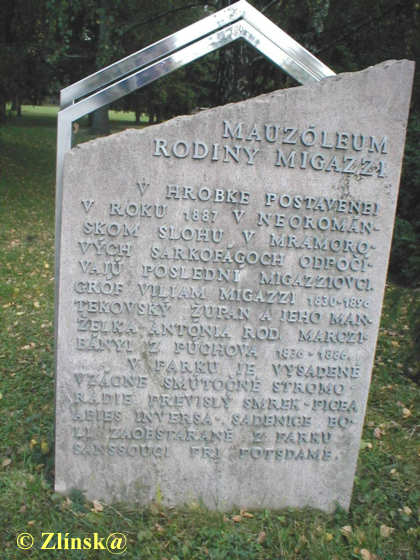 MAUZÓLEUM
RODINY MIGAZZI
V HROBKE POSTAVENEJ
V ROKU 1887 V NEOROMÁN-
SKOM SLOHU V MRAMORO-
VÝCH SARKOFÁGOCH ODPOČÍ-
VAJÚ POSLEDNÍ MIGAZZIOVCI
GRÓF VILIAM MIGAZZI 1830-1896
TEKOVSKÝ ŽUPAN A JEHO MAN-
ŽELKA ANTÓNIA ROD. MARCZI-
BÁNYI Z PÚCHOVA 1836-1886.
V PARKU JE VYSADENÉ
VZÁCNE SMÚTOČNÉ STROMO-
RADIE PREVISLÝ SMREK-PICEA
ABIES INVERSA. SADENICE BO-
LI ZAOBSTARANÉ Z PARKU
SANSSOUCI PRI POTSDAME.
© Zlínsk@